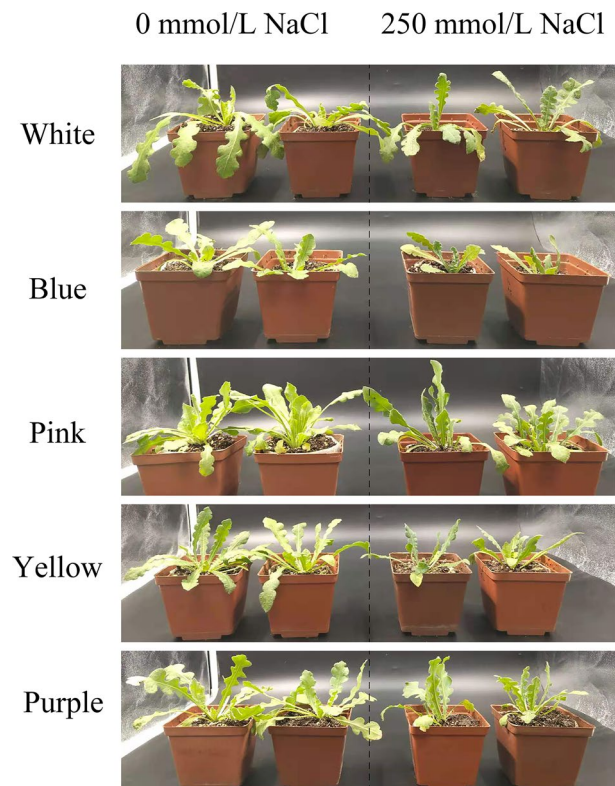 0 mmol/L NaCl 250 mmol/L NaCl
White
Blue
Pink
Yellow
Purple